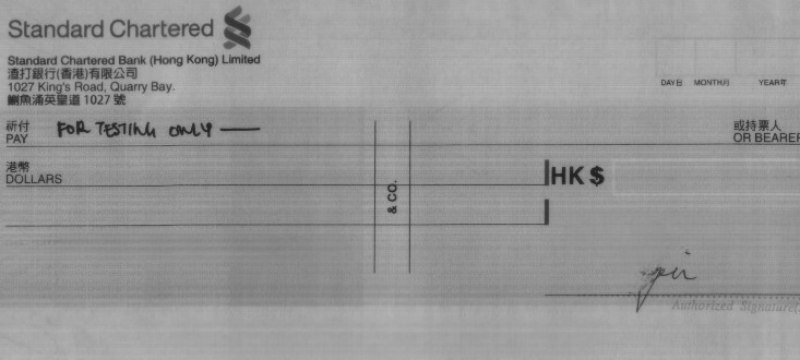 Standard Chartered
Standard Chartered Bank (Hong Kong) Limited
渣打銀行(香港)有限公司
1027 King's Road, Quarry Bay.
鰂魚涌英皇道 1027 號
DAY日 MONTH月 YEAR年
祈付
PAY
FOR TESTING ONLY —
或持票人
OR BEARER
港幣
DOLLARS
& CO.
HK $
Authorized Signature(s